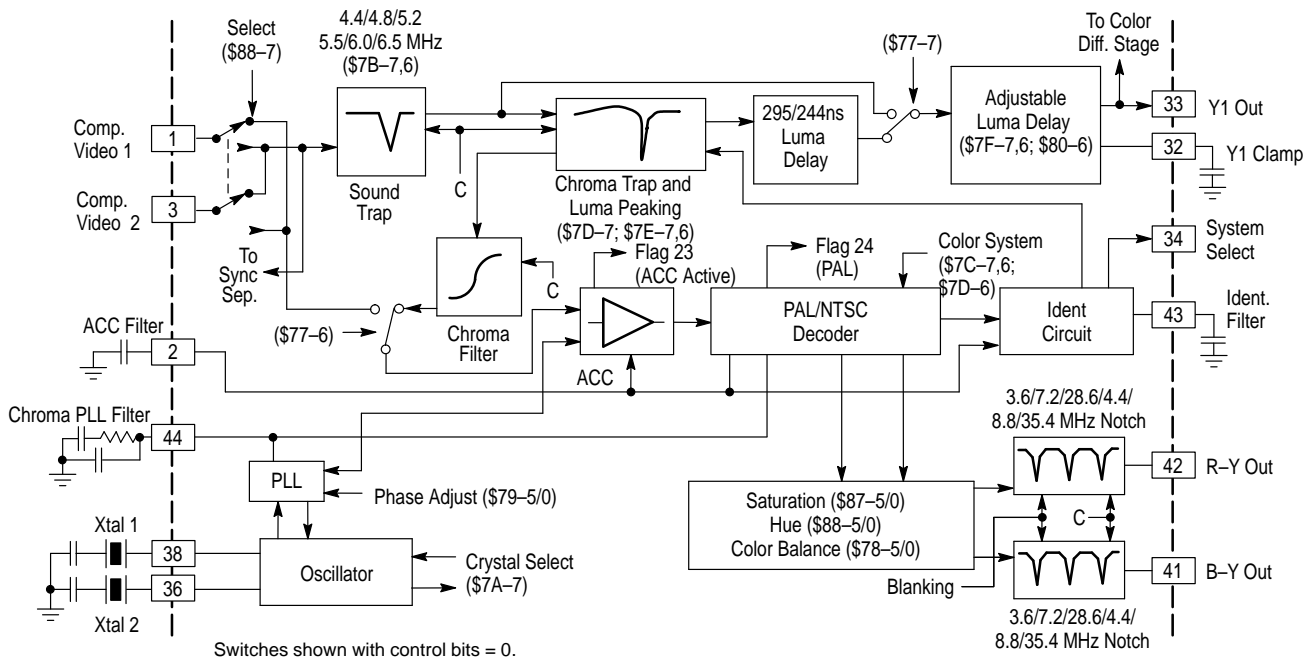 Select
($88–7)
4.4/4.8/5.2
5.5/6.0/6.5 MHz
($7B–7,6)
($77–7)
To Color
Diff. Stage
Comp.
Video 1
1
Comp.
Video 2
3
Sound
Trap
C
Chroma Trap and
Luma Peaking
($7D–7; $7E–7,6)
295/244ns
Luma
Delay
Adjustable
Luma Delay
($7F–7,6; $80–6)
33
Y1 Out
32
Y1 Clamp
To
Sync
Sep.
C
Flag 23
(ACC Active)
Flag 24
(PAL)
Color System
($7C–7,6;
$7D–6)
34
System
Select
($77–6)
Chroma
Filter
PAL/NTSC
Decoder
Ident
Circuit
43
Ident.
Filter
ACC Filter
2
ACC
Chroma PLL Filter
44
3.6/7.2/28.6/4.4/
8.8/35.4 MHz Notch
PLL
Phase Adjust ($79–5/0)
Saturation ($87–5/0)
Hue ($88–5/0)
Color Balance ($78–5/0)
C
42
R–Y Out
Xtal 1
38
36
Xtal 2
Oscillator
Crystal Select
($7A–7)
Blanking
41
B–Y Out
3.6/7.2/28.6/4.4/
8.8/35.4 MHz Notch
Switches shown with control bits = 0.